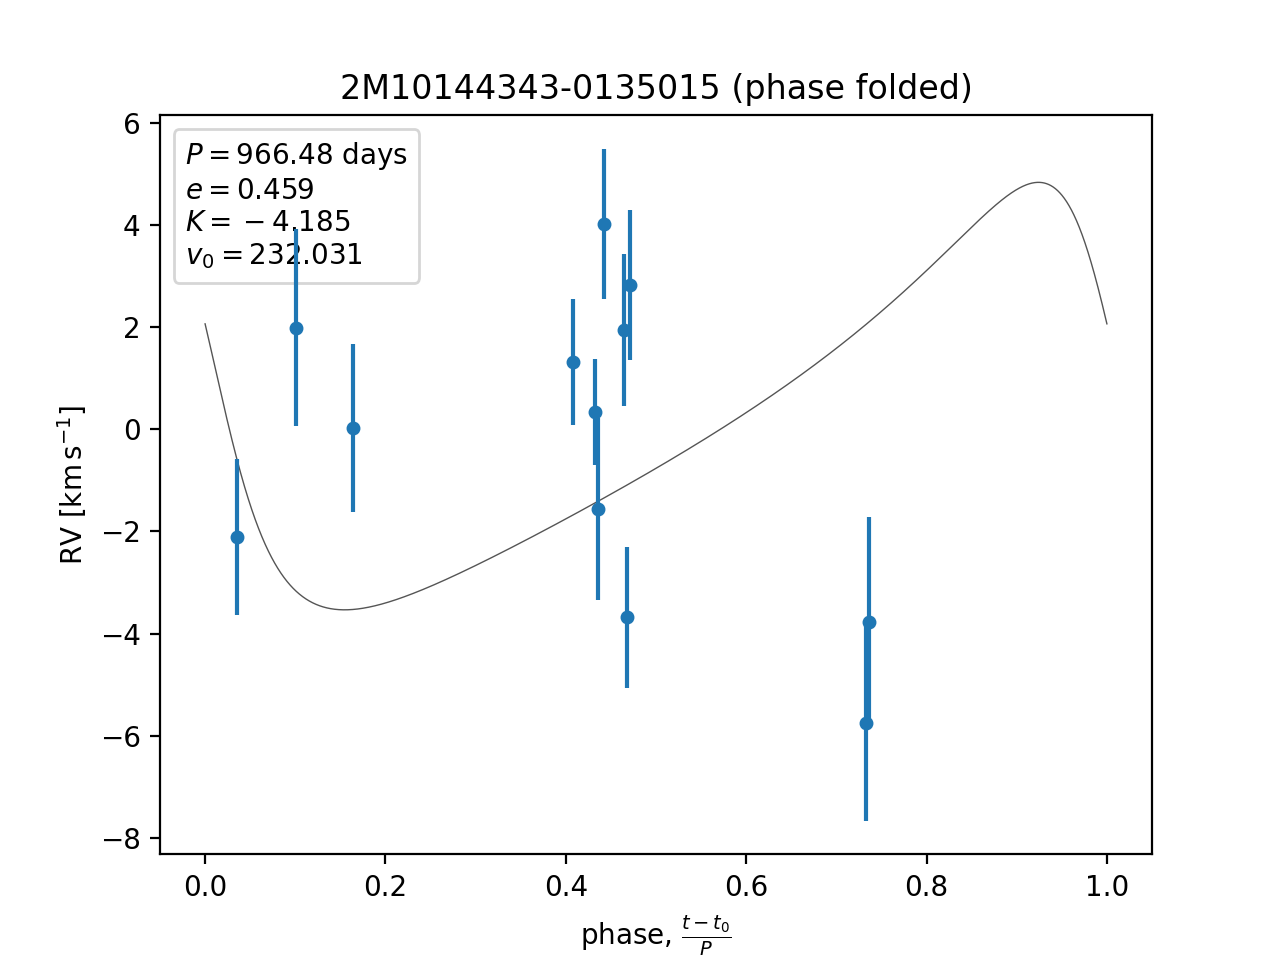 2M10144343-0135015 (phase folded)
P = 966.48 days
e = 0.459
K = −4.185
v₀ = 232.031
RV [km s⁻¹]
6
4
2
0
−2
−4
−6
−8
0.0 0.2 0.4 0.6 0.8 1.0
phase, (t − t₀)/P